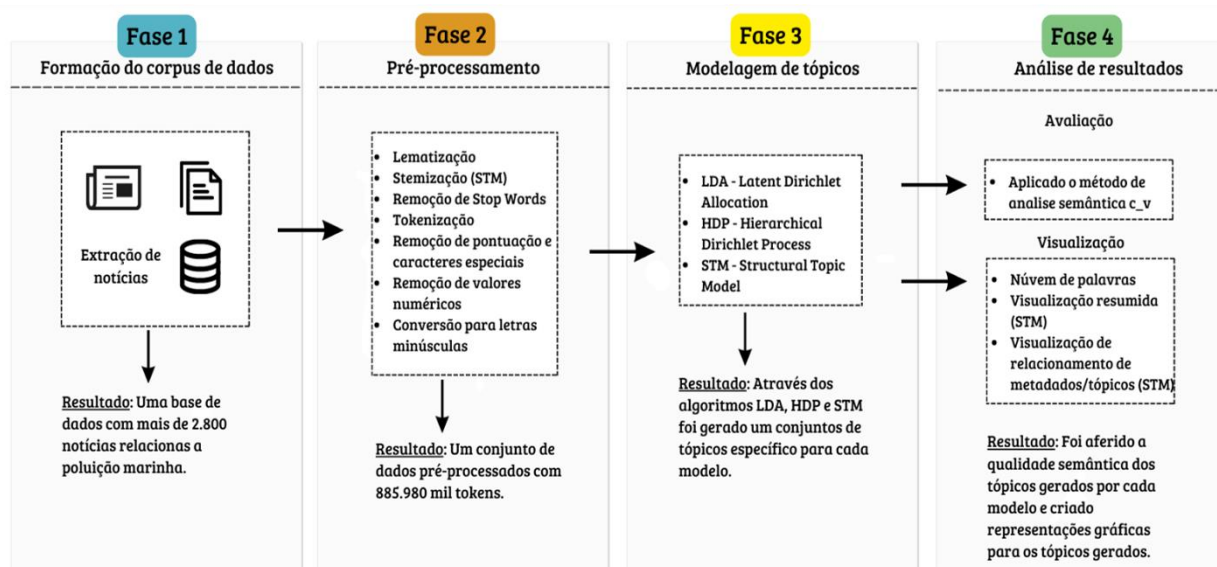 Fase 1
Formação do corpus de dados
Extração de
notícias
Resultado: Uma base de
dados com mais de 2.800
notícias relacionas a
poluição marinha.
Fase 2
Pré-processamento
• Lematização
• Stemização (STM)
• Remoção de Stop Words
• Tokenização
• Remoção de pontuação e
caracteres especiais
• Remoção de valores
numéricos
• Conversão para letras
minúsculas
Resultado: Um conjunto de
dados pré-processados com
885.980 mil tokens.
Fase 3
Modelagem de tópicos
• LDA - Latent Dirichlet
Allocation
• HDP - Hierarchical
Dirichlet Process
• STM - Structural Topic
Model
Resultado: Através dos
algoritmos LDA, HDP e STM
foi gerado um conjuntos de
tópicos específico para cada
modelo.
Fase 4
Análise de resultados
Avaliação
• Aplicado o método de
analise semântica c_v
Visualização
• Núvem de palavras
• Visualização resumida
(STM)
• Visualização de
relacionamento de
metadados/tópicos (STM)
Resultado: Foi aferido a
qualidade semântica dos
tópicos gerados por cada
modelo e criado
representações gráficas
para os tópicos gerados.